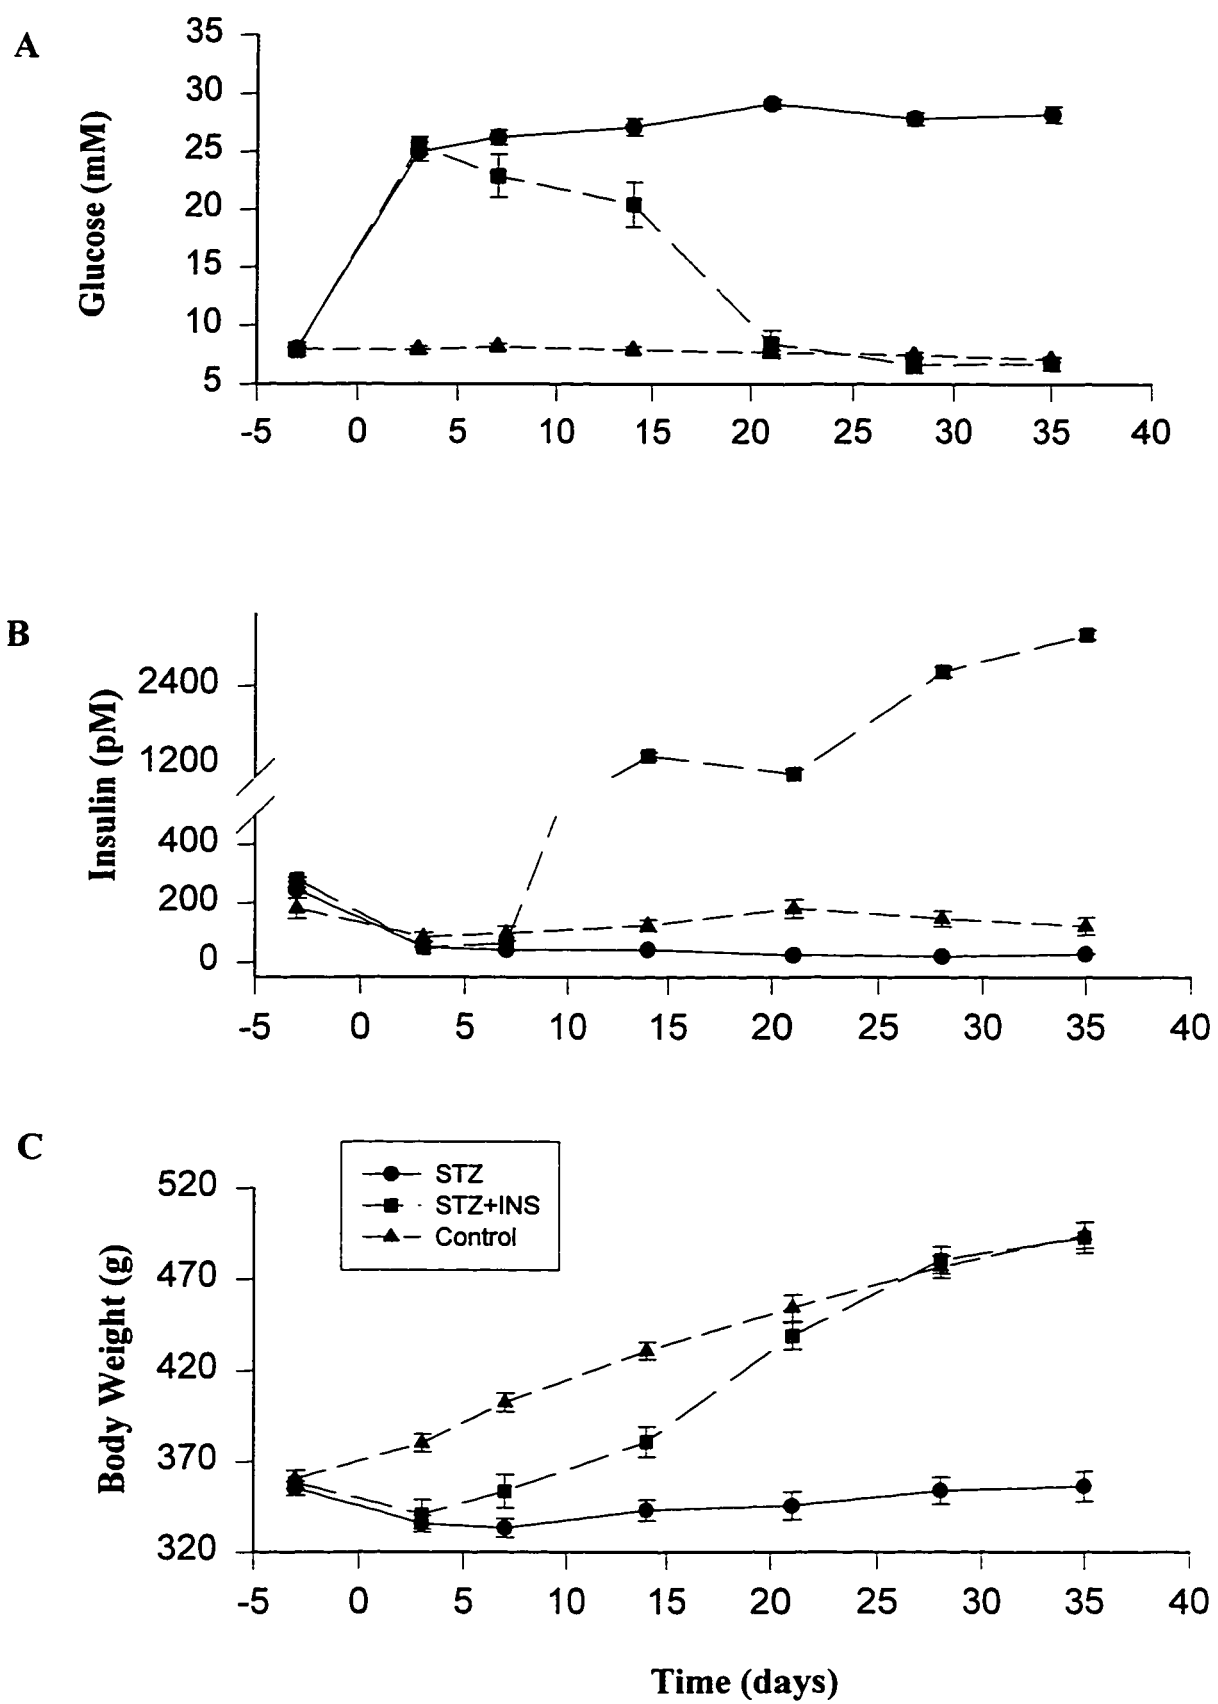 A
35
30
25
20
15
10
5
Glucose (mM)
-5 0 5 10 15 20 25 30 35 40
B
2400
1200
400
200
0
Insulin (pM)
-5 0 5 10 15 20 25 30 35 40
C
STZ
STZ+INS
Control
520
470
420
370
320
Body Weight (g)
-5 0 5 10 15 20 25 30 35 40
Time (days)